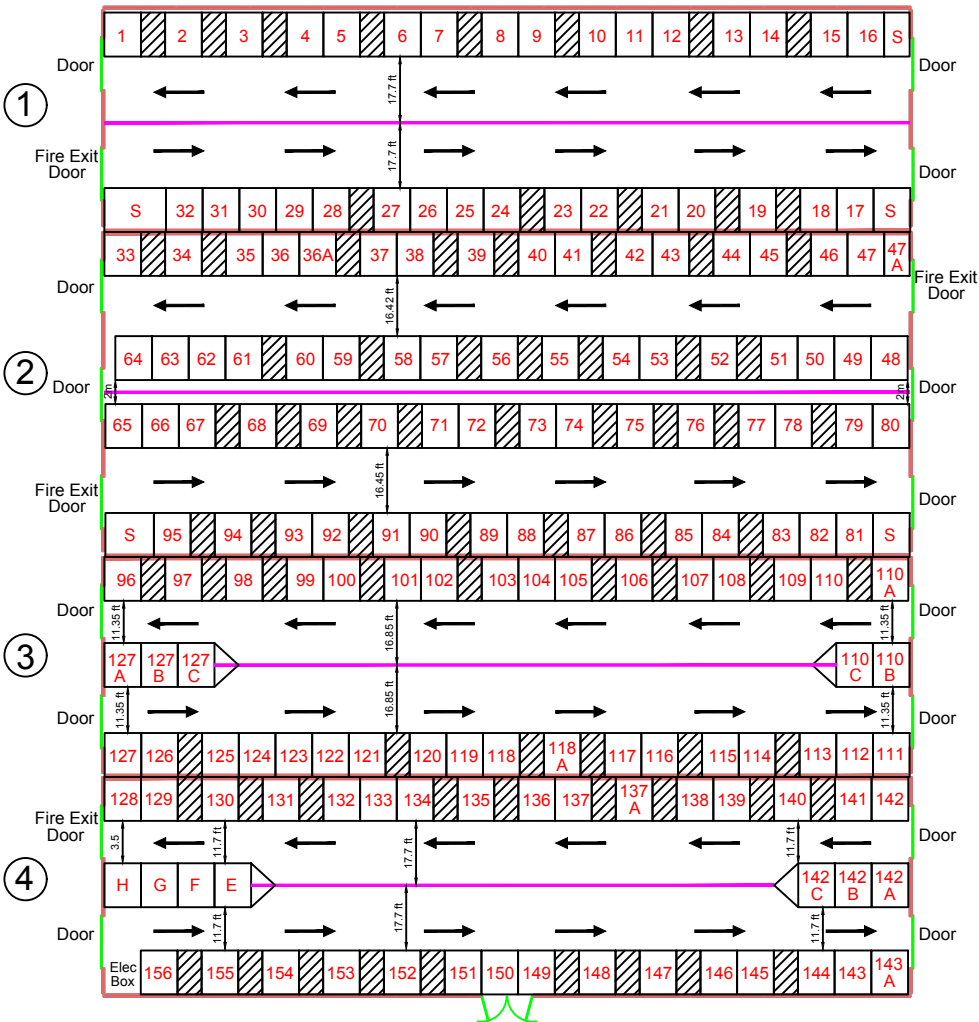 1 2 3 4 5 6 7 8 9 10 11 12 13 14 15 16 S
Door Door
17.7 ft
1
17.7 ft
Fire Exit
Door Door
S 32 31 30 29 28 27 26 25 24 23 22 21 20 19 18 17 S
33 34 35 36 36A 37 38 39 40 41 42 43 44 45 46 47 47
A
Door Fire Exit
Door
16.42 ft
64 63 62 61 60 59 58 57 56 55 54 53 52 51 50 49 48
2
Door 2m 2m Door
65 66 67 68 69 70 71 72 73 74 75 76 77 78 79 80
16.45 ft
Fire Exit
Door Door
S 95 94 93 92 91 90 89 88 87 86 85 84 83 82 81 S
96 97 98 99 100 101 102 103 104 105 106 107 108 109 110 110
A
Door 11.35 ft 16.85 ft 11.35 ft Door
3
127
A 127
B 127
C 110
C 110
B
Door 11.35 ft 16.85 ft 11.35 ft Door
127 126 125 124 123 122 121 120 119 118 118
A 117 116 115 114 113 112 111
128 129 130 131 132 133 134 135 136 137 137
A 138 139 140 141 142
Fire Exit
Door 3.5 11.7 ft 17.7 ft 11.7 ft Door
4
H G F E 142
C 142
B 142
A
Door 11.7 ft 17.7 ft 11.7 ft Door
Elec
Box 156 155 154 153 152 151 150 149 148 147 146 145 144 143 143
A